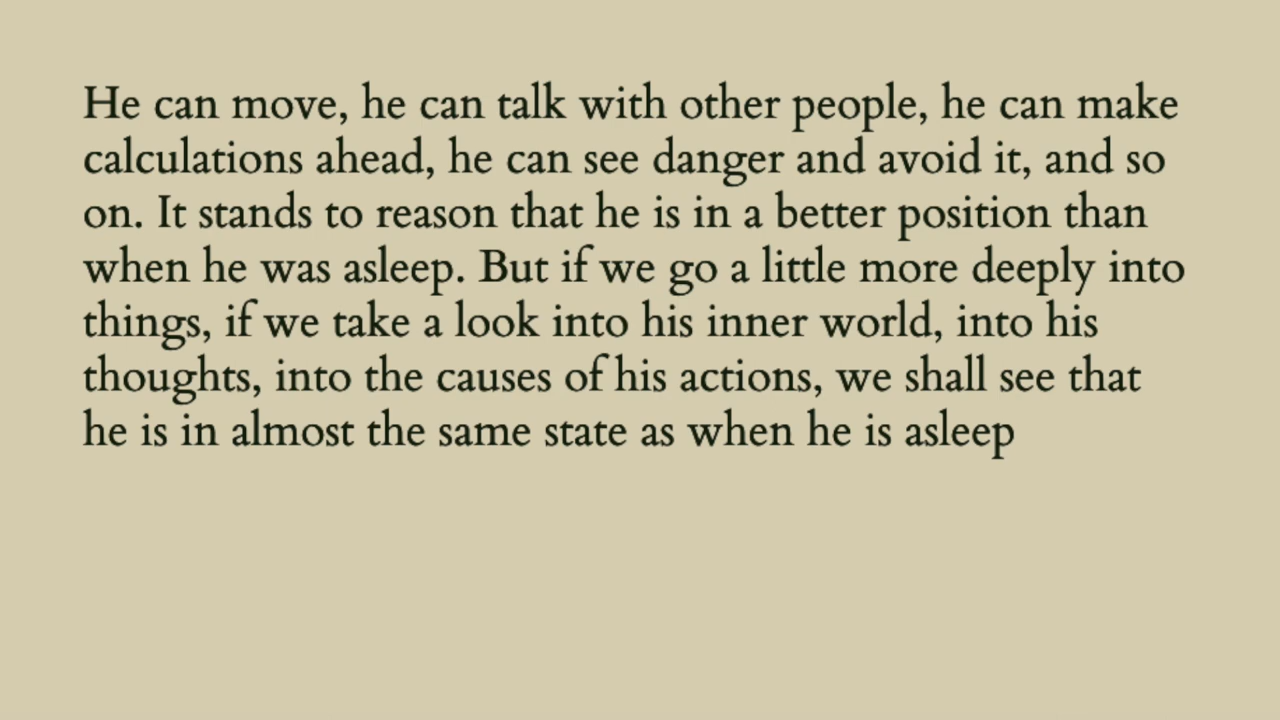 He can move, he can talk with other people, he can make
calculations ahead, he can see danger and avoid it, and so
on. It stands to reason that he is in a better position than
when he was asleep. But if we go a little more deeply into
things, if we take a look into his inner world, into his
thoughts, into the causes of his actions, we shall see that
he is in almost the same state as when he is asleep